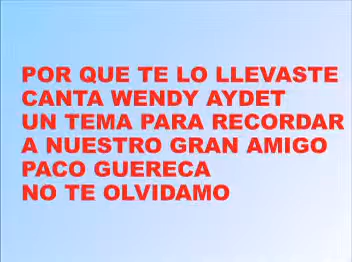 POR QUE TE LO LLEVASTE
CANTA WENDY AYDET
UN TEMA PARA RECORDAR
A NUESTRO GRAN AMIGO
PACO GUERECA
NO TE OLVIDAMO